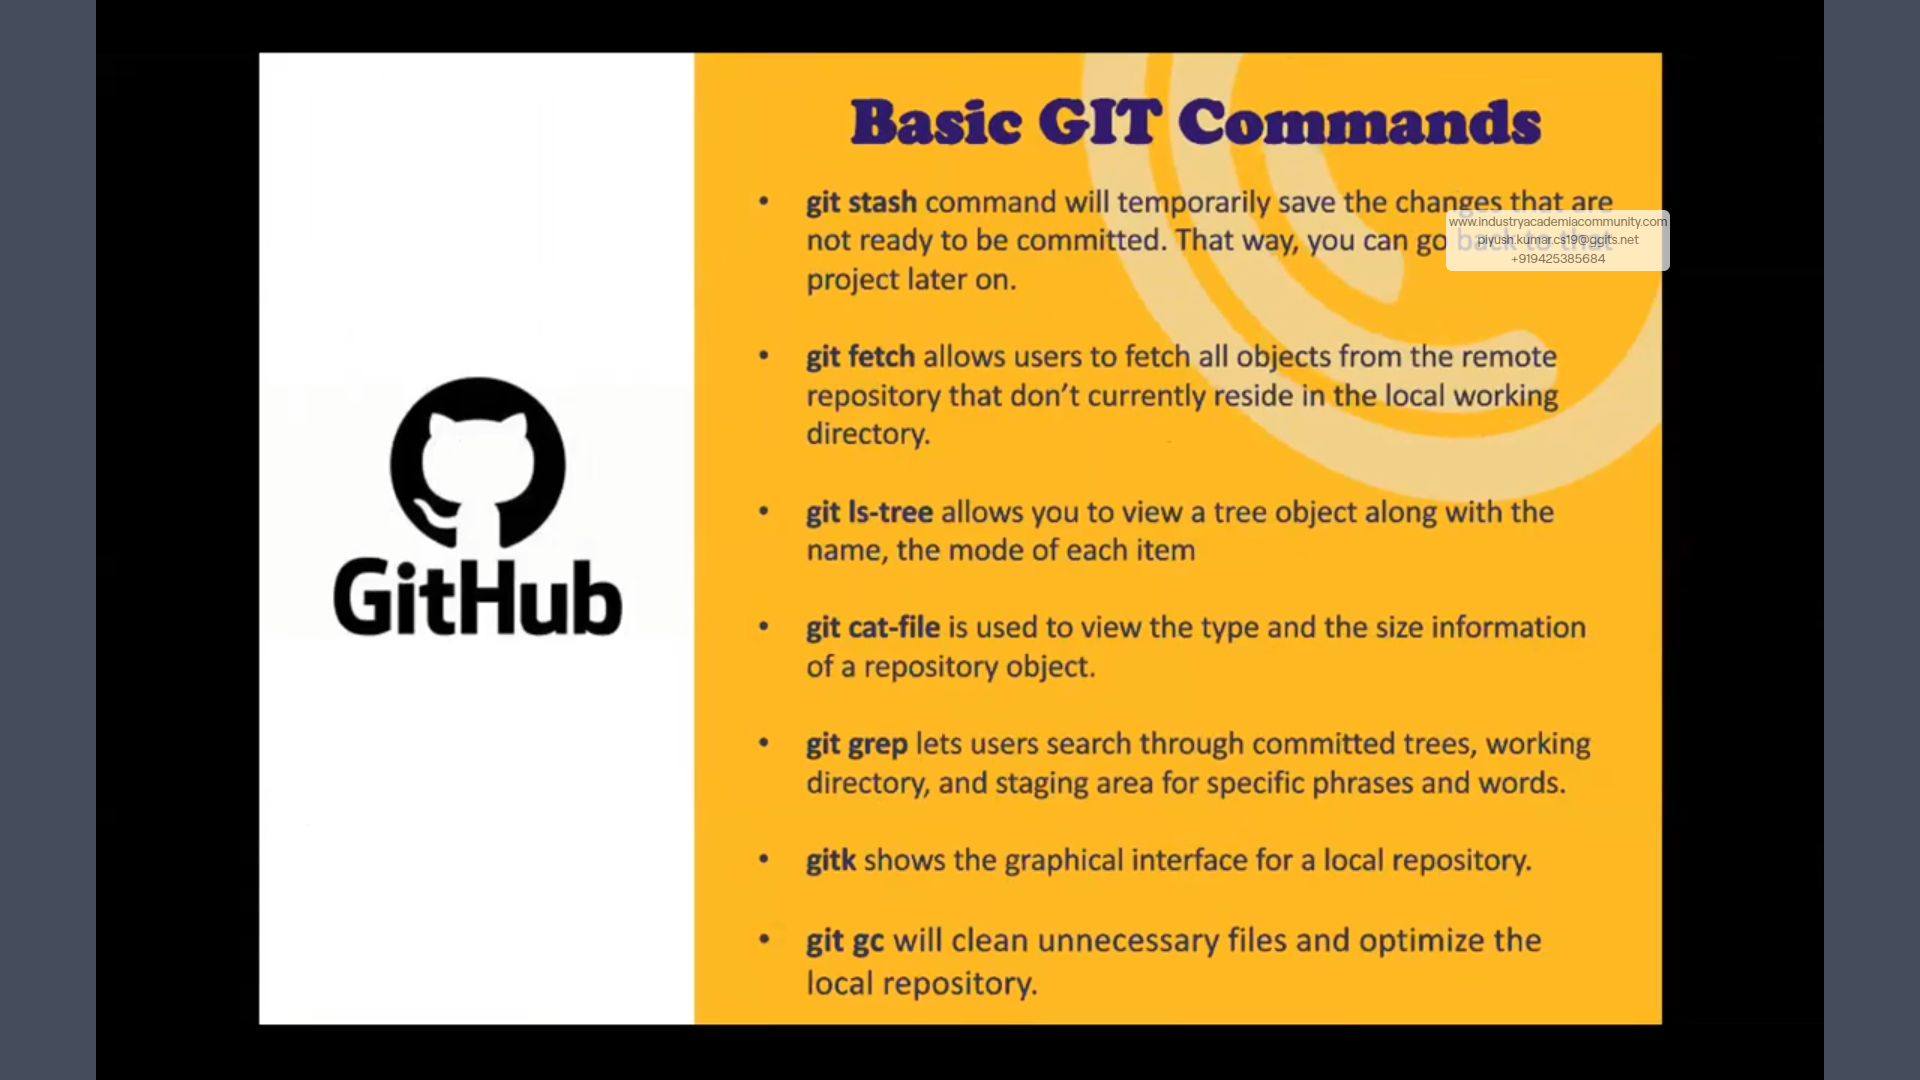 Basic GIT Commands
• git stash command will temporarily save the changes that are
not ready to be committed. That way, you can go back to that
project later on.
www.industryacademiacommunity.com
piyush.kumar.cs19@ggits.net
+919425385684
• git fetch allows users to fetch all objects from the remote
repository that don’t currently reside in the local working
directory.
• git ls-tree allows you to view a tree object along with the
name, the mode of each item
• git cat-file is used to view the type and the size information
of a repository object.
• git grep lets users search through committed trees, working
directory, and staging area for specific phrases and words.
• gitk shows the graphical interface for a local repository.
• git gc will clean unnecessary files and optimize the
local repository.
GitHub